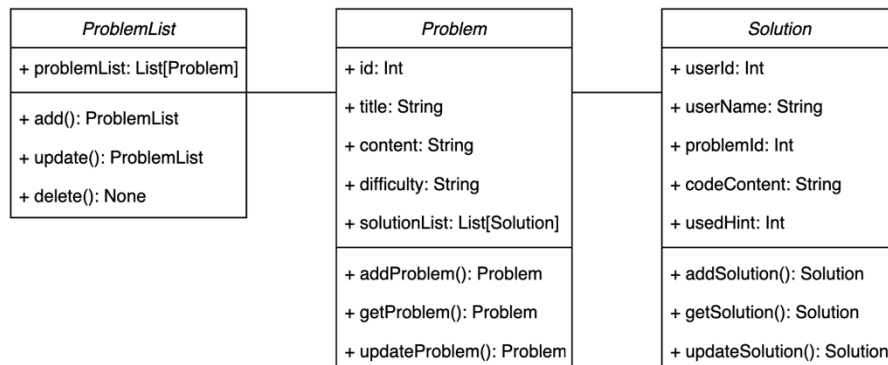 ProblemList
+ problemList: List[Problem]
+ add(): ProblemList
+ update(): ProblemList
+ delete(): None
Problem
+ id: Int
+ title: String
+ content: String
+ difficulty: String
+ solutionList: List[Solution]
+ addProblem(): Problem
+ getProblem(): Problem
+ updateProblem(): Problem
Solution
+ userId: Int
+ userName: String
+ problemId: Int
+ codeContent: String
+ usedHint: Int
+ addSolution(): Solution
+ getSolution(): Solution
+ updateSolution(): Solution